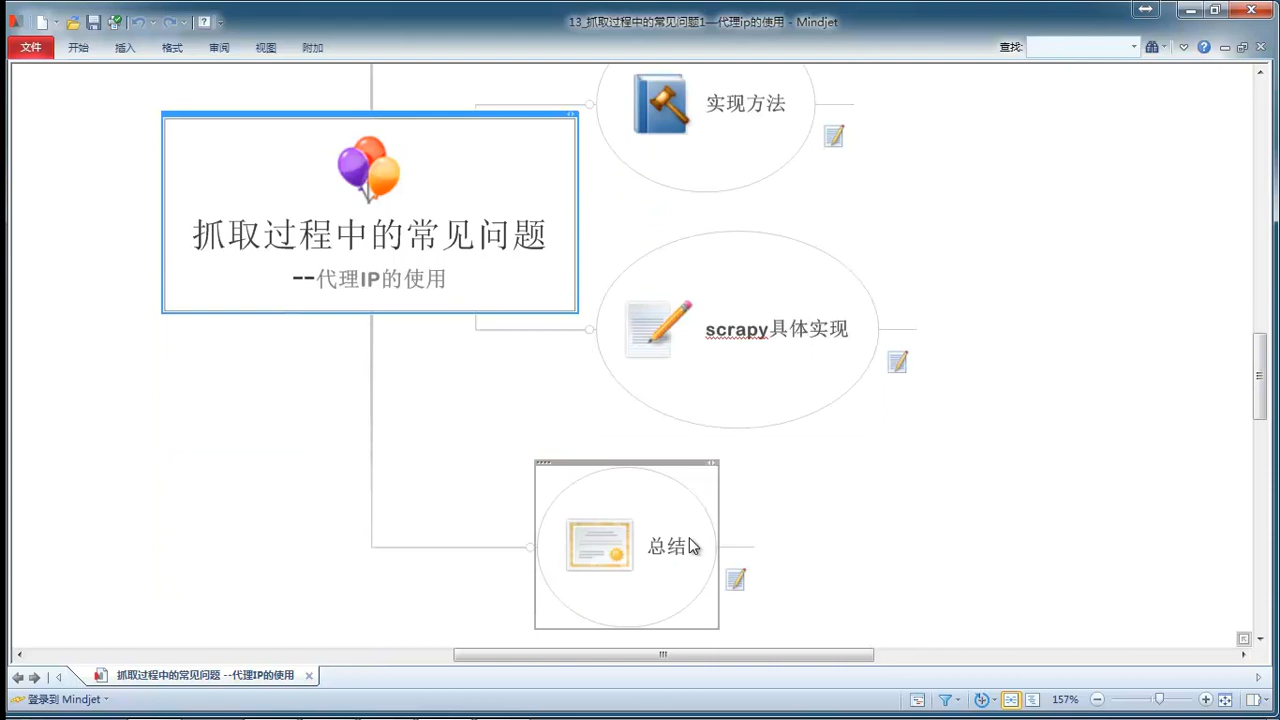 13_抓取过程中的常见问题1—代理ip的使用 - Mindjet
文件 开始 插入 格式 审阅 视图 附加 查找:
实现方法
抓取过程中的常见问题
--代理IP的使用
scrapy具体实现
总结
抓取过程中的常见问题 --代理IP的使用
登录到 Mindjet
157%